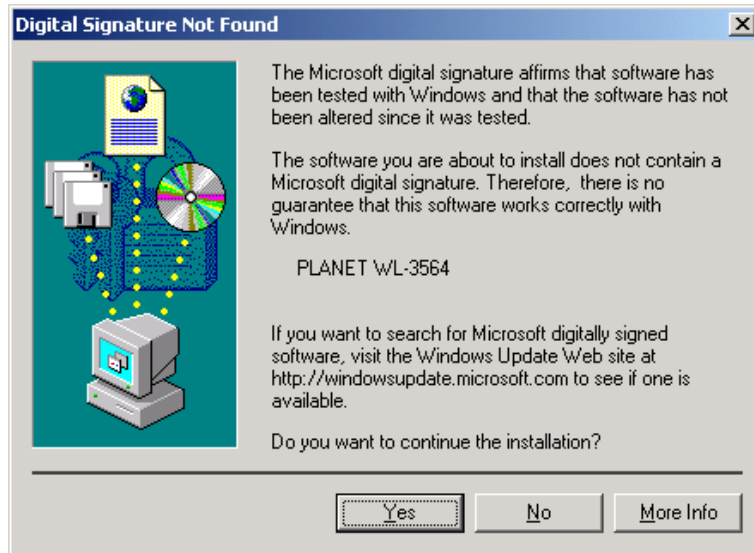 Digital Signature Not Found
The Microsoft digital signature affirms that software has
been tested with Windows and that the software has not
been altered since it was tested.
The software you are about to install does not contain a
Microsoft digital signature. Therefore,  there is no
guarantee that this software works correctly with
Windows.
PLANET WL-3564
If you want to search for Microsoft digitally signed
software, visit the Windows Update Web site at
http://windowsupdate.microsoft.com to see if one is
available.
Do you want to continue the installation?
Yes No More Info